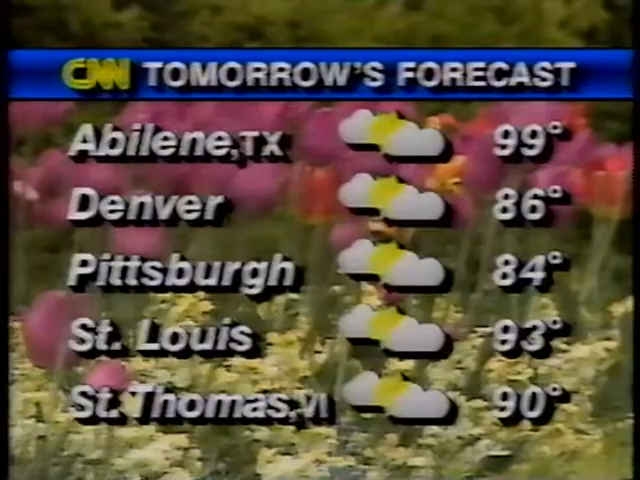 CNN TOMORROW'S FORECAST
Abilene, TX 99°
Denver 86°
Pittsburgh 84°
St. Louis 93°
St. Thomas, VI 90°